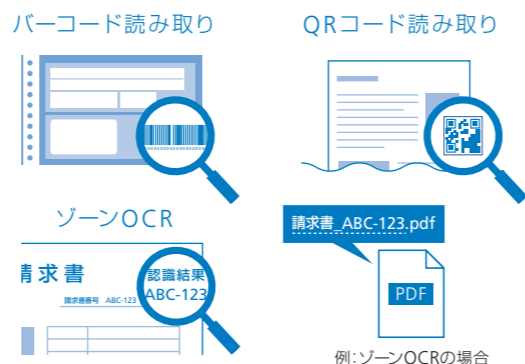 バーコード読み取り
QRコード読み取り
ゾーンOCR
請求書
請求書番号 ABC-123
認識結果
ABC-123
請求書_ABC-123.pdf
PDF
例：ゾーンOCRの場合